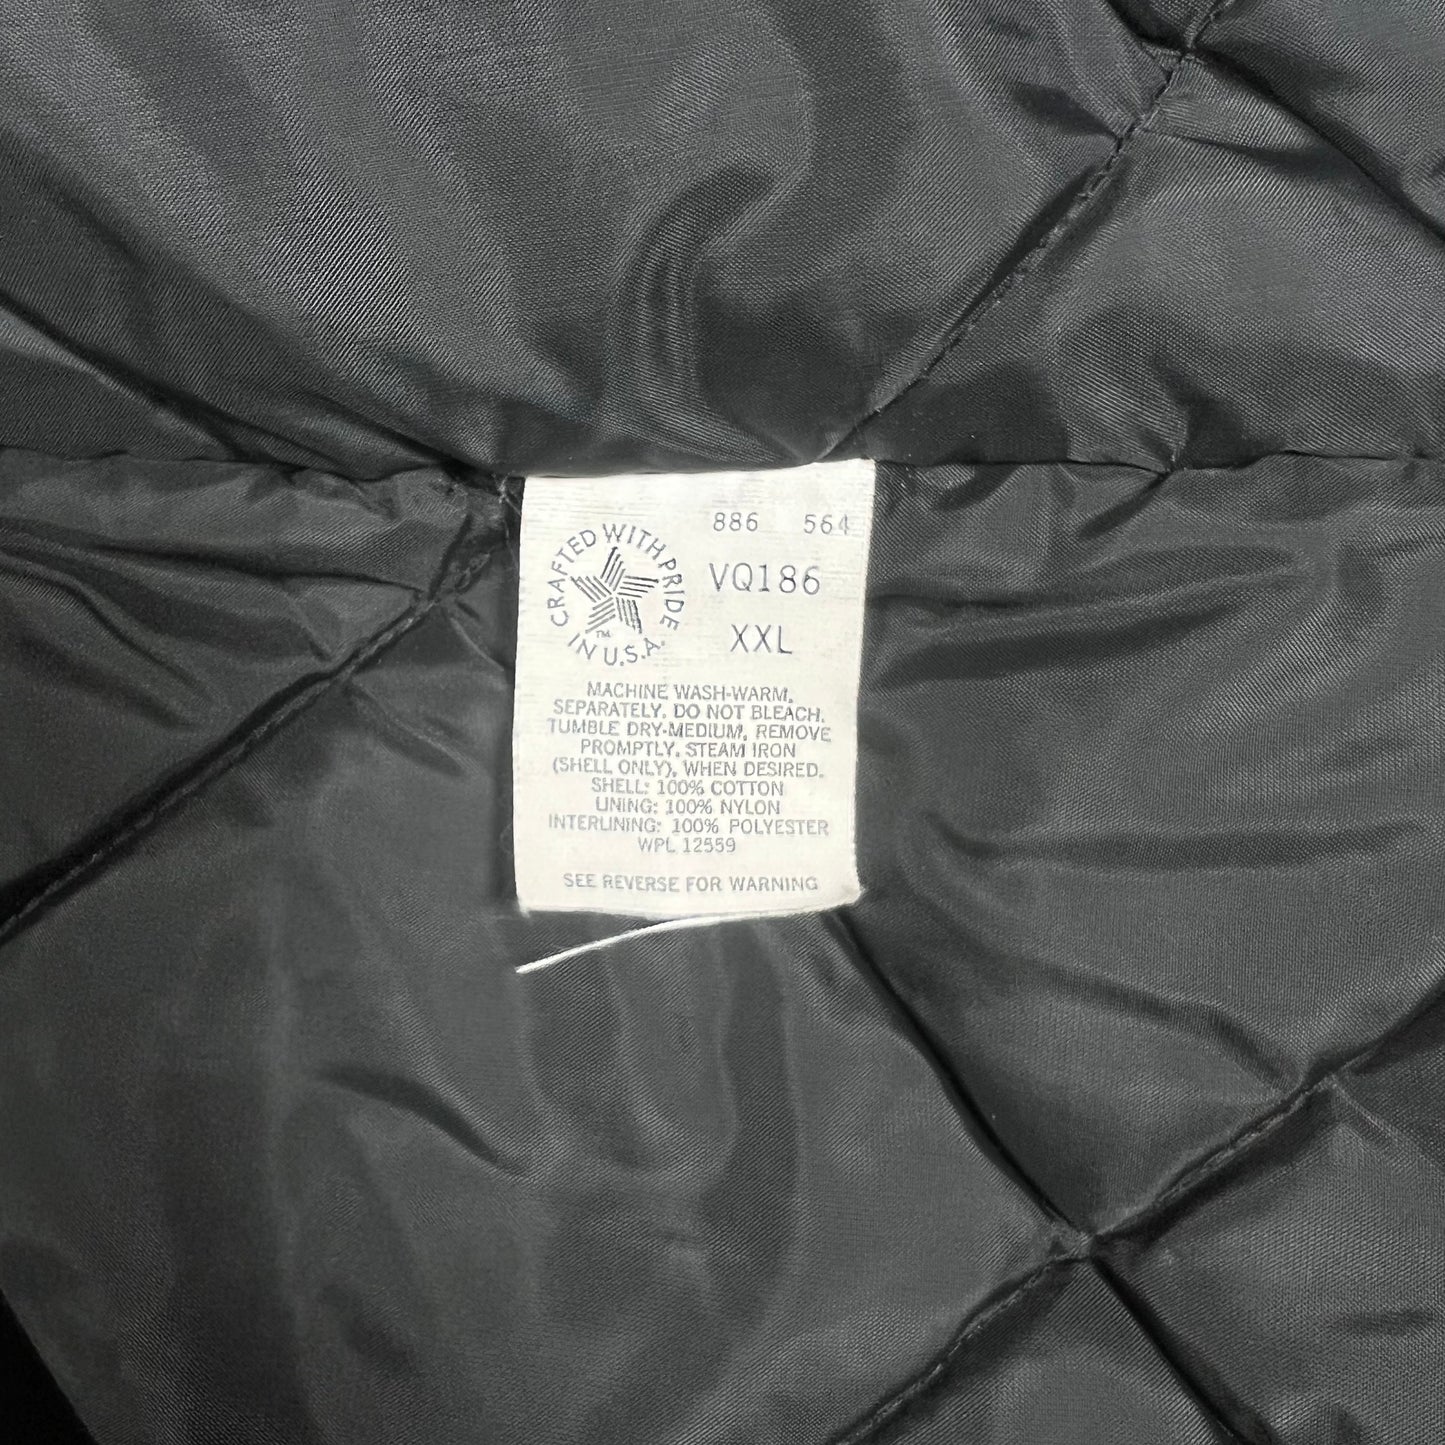 886 564
CRAFTED WITH PRIDE
IN U.S.A.
TM
VQ186
XXL
MACHINE WASH-WARM,
SEPARATELY, DO NOT BLEACH,
TUMBLE DRY-MEDIUM, REMOVE
PROMPTLY, STEAM IRON
(SHELL ONLY), WHEN DESIRED.
SHELL: 100% COTTON
LINING: 100% NYLON
INTERLINING: 100% POLYESTER
WPL 12559
SEE REVERSE FOR WARNING